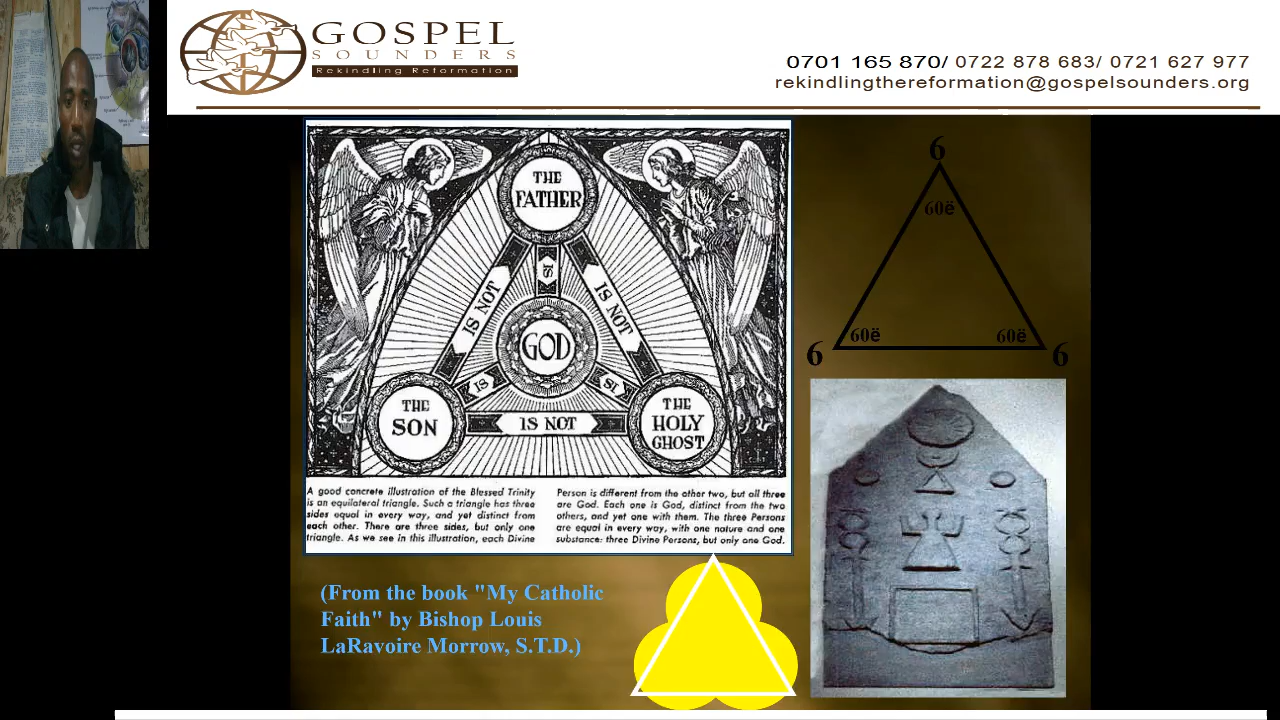 GOSPEL
SOUNDERS
Rekindling Reformation
0701 165 870/ 0722 878 683/ 0721 627 977
rekindlingthereformation@gospelsounders.org
THE
FATHER
IS NOT
IS
IS NOT
GOD
IS
IS
THE
SON
IS NOT
THE
HOLY
GHOST
A good concrete illustration of the Blessed Trinity
is an equilateral triangle. Such a triangle has three
sides equal in every way, and yet distinct from
each other. There are three sides, but only one
triangle. As we see in this illustration, each Divine
Person is different from the other two, but all three
are God. Each one is God, distinct from the two
others, and yet one with them. The three Persons
are equal in every way, with one nature and one
substance: three Divine Persons, but only one God.
6
60ë
60ë
60ë
6
6
(From the book "My Catholic
Faith" by Bishop Louis
LaRavoire Morrow, S.T.D.)